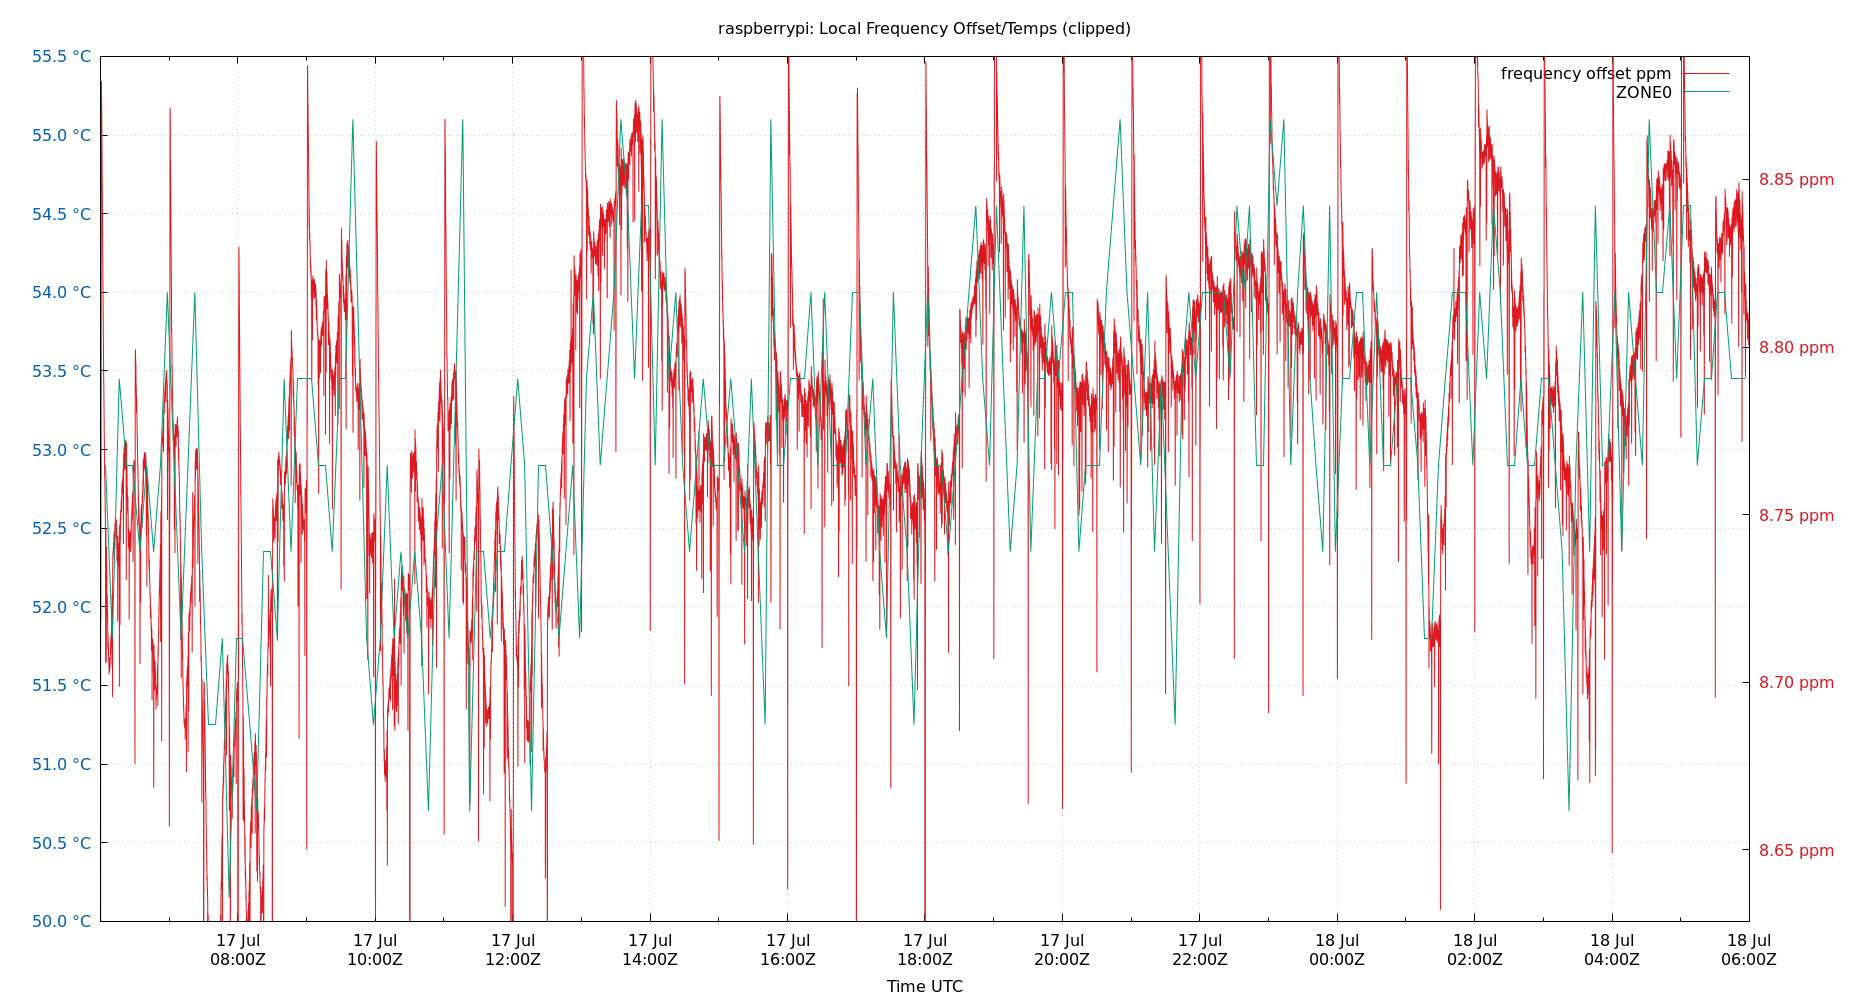 raspberrypi: Local Frequency Offset/Temps (clipped)
frequency offset ppm
ZONE0
55.5 °C
55.0 °C
54.5 °C
54.0 °C
53.5 °C
53.0 °C
52.5 °C
52.0 °C
51.5 °C
51.0 °C
50.5 °C
50.0 °C
8.85 ppm
8.80 ppm
8.75 ppm
8.70 ppm
8.65 ppm
17 Jul 17 Jul 17 Jul 17 Jul 17 Jul 17 Jul 17 Jul 17 Jul 18 Jul 18 Jul 18 Jul 18 Jul
08:00Z 10:00Z 12:00Z 14:00Z 16:00Z 18:00Z 20:00Z 22:00Z 00:00Z 02:00Z 04:00Z 06:00Z
Time UTC